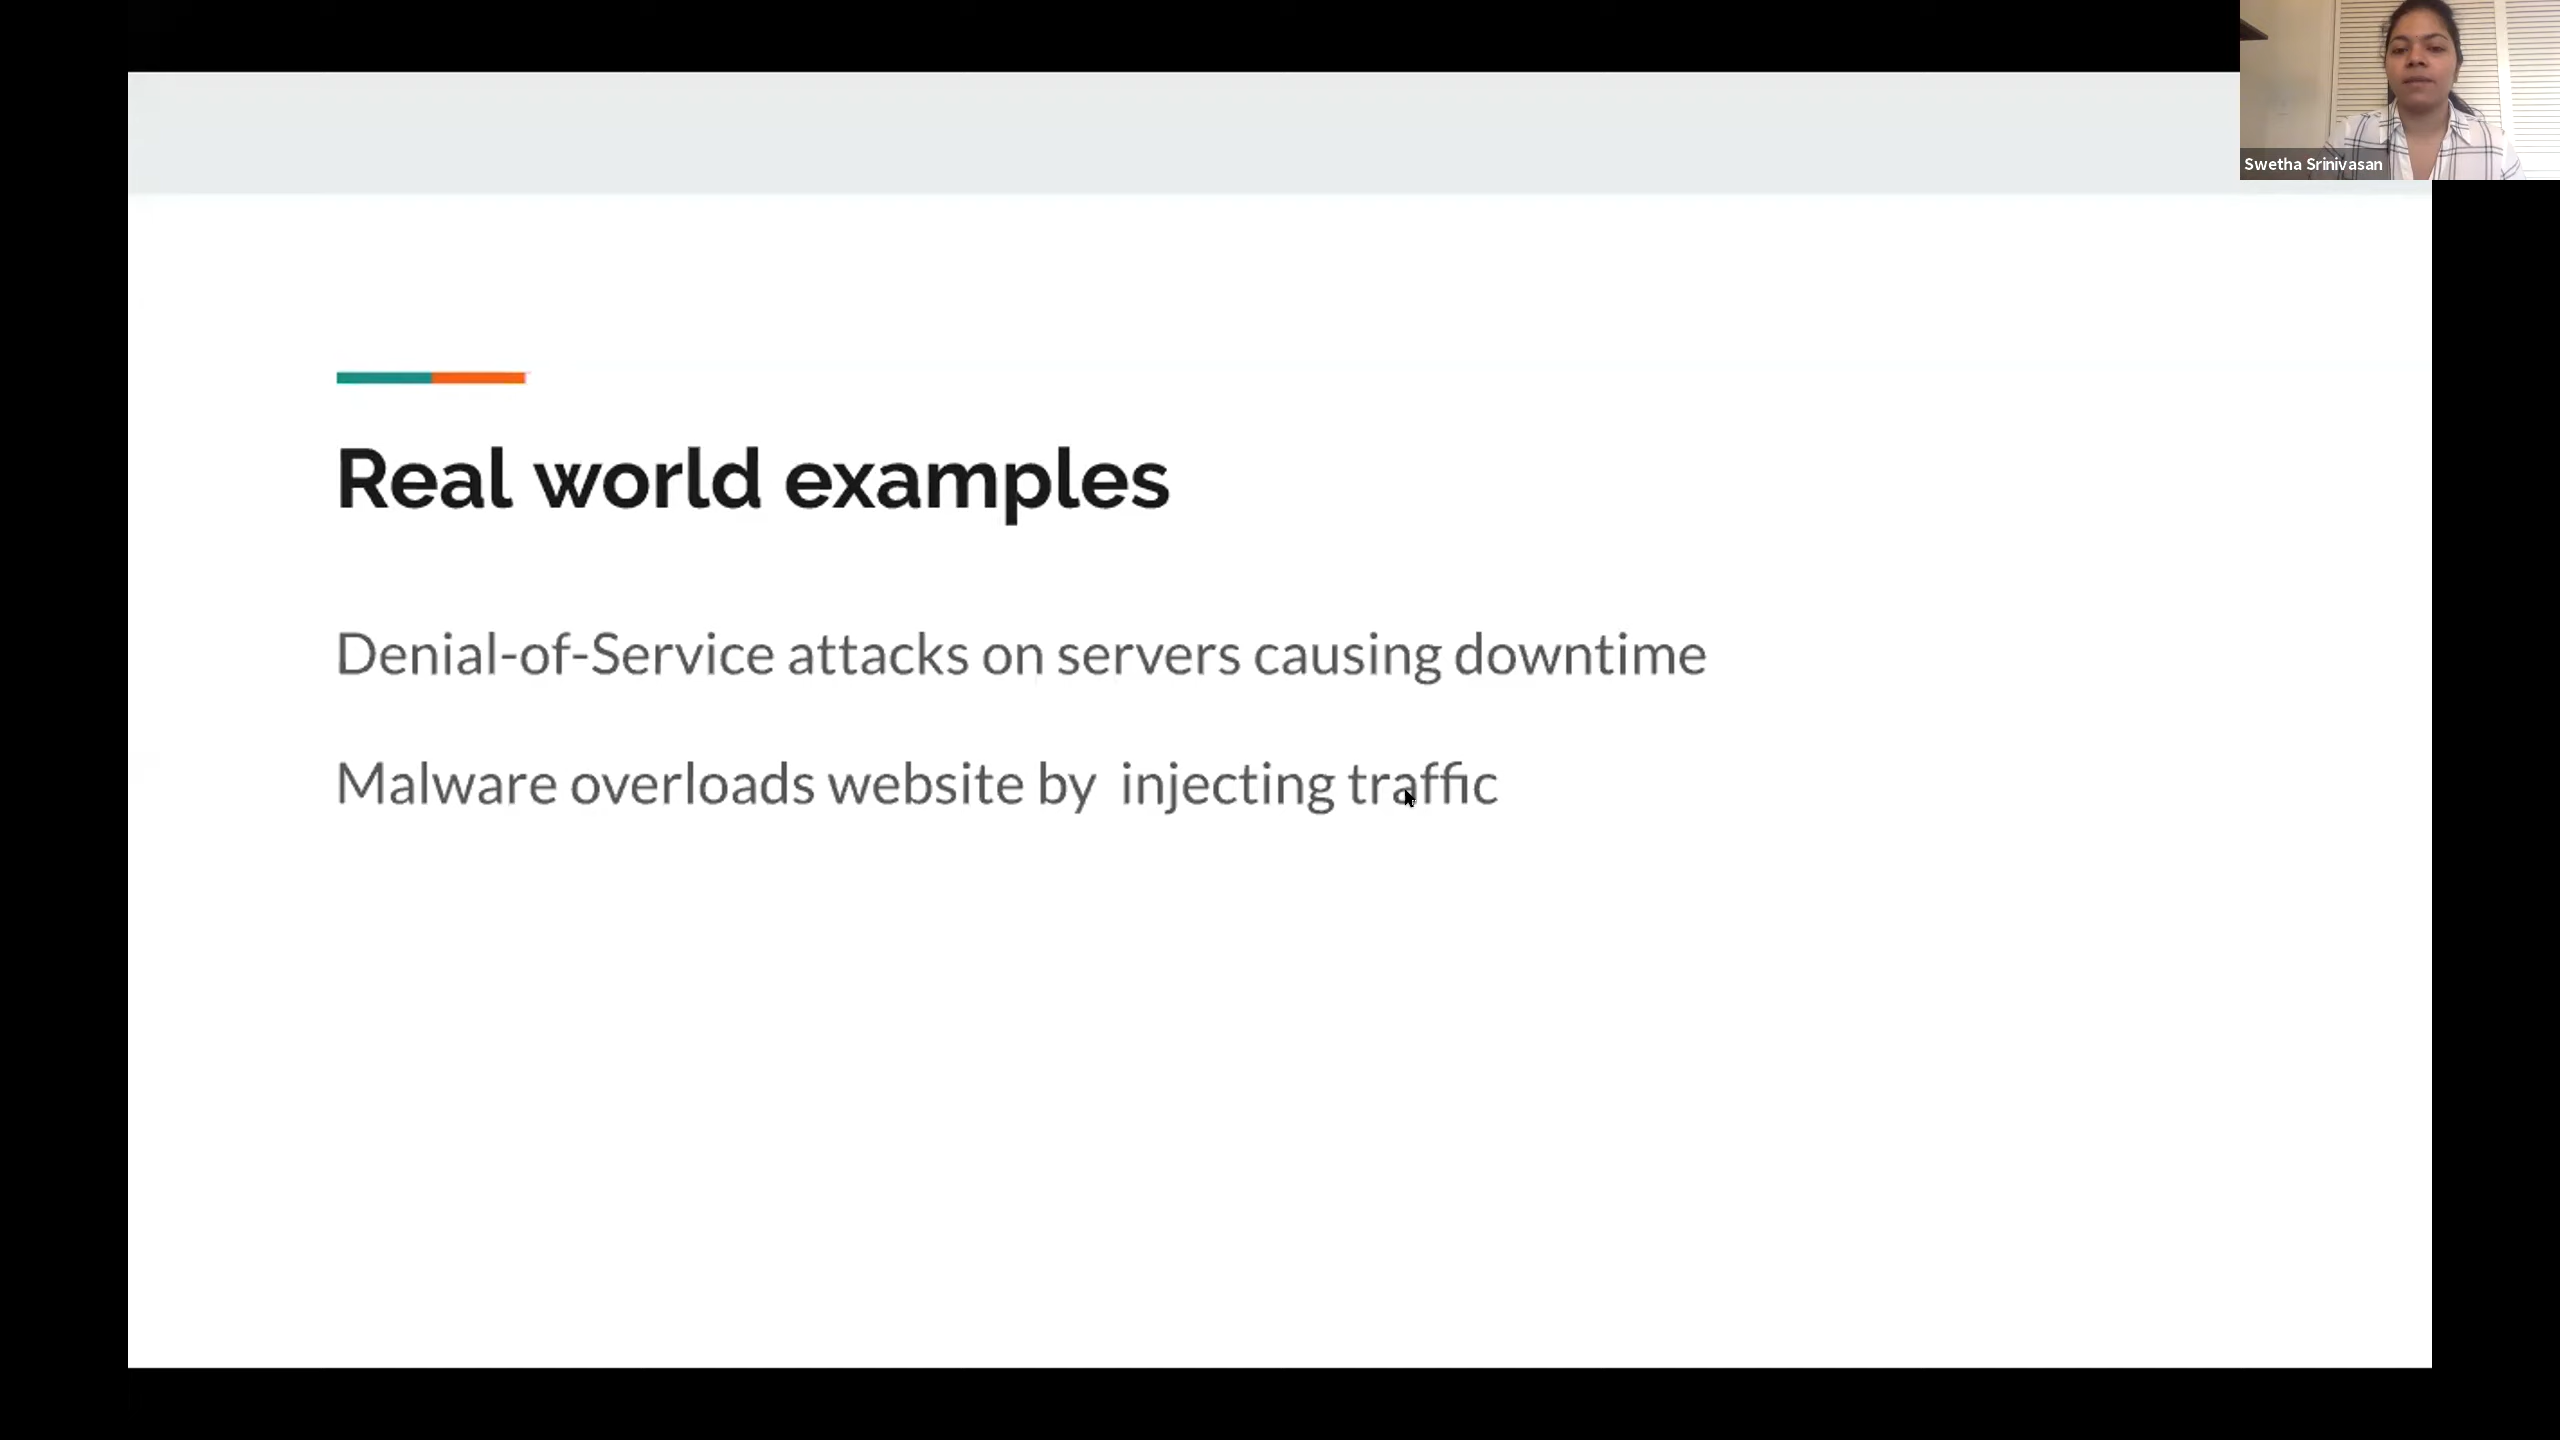 Swetha Srinivasan
Real world examples
Denial-of-Service attacks on servers causing downtime
Malware overloads website by  injecting traffic